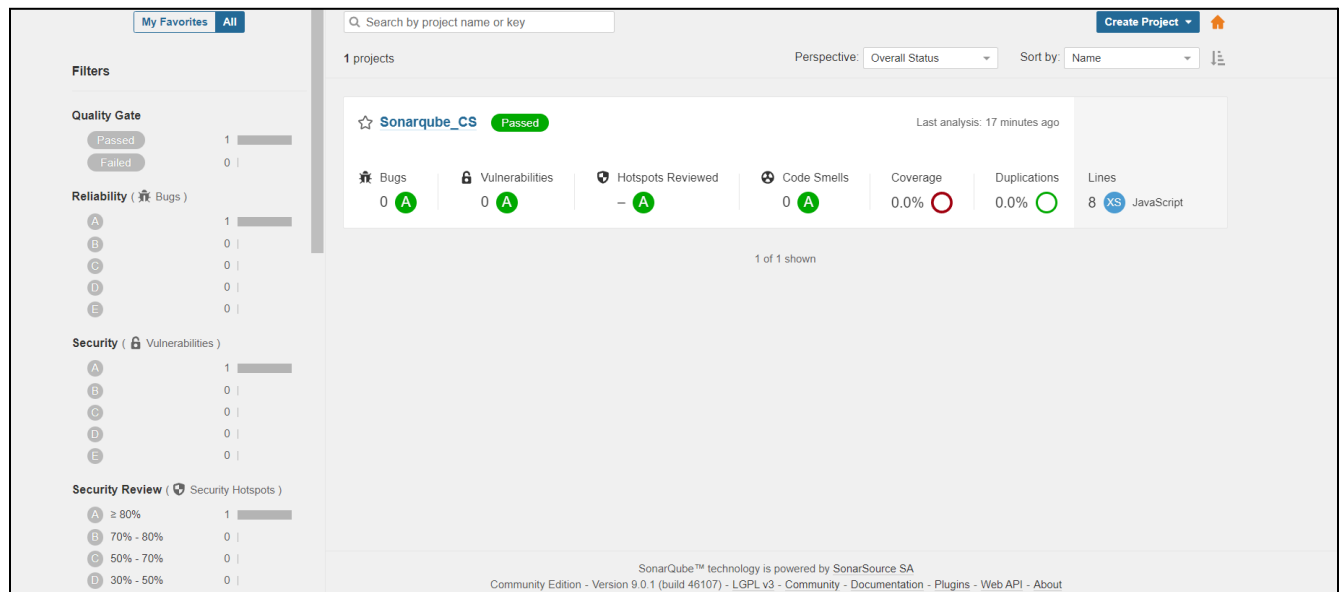 My Favorites All
Search by project name or key
Create Project
1 projects
Perspective: Overall Status
Sort by: Name
Filters
Quality Gate
Passed 1
Failed 0
Reliability ( Bugs )
A 1
B 0
C 0
D 0
E 0
Security ( Vulnerabilities )
A 1
B 0
C 0
D 0
E 0
Security Review ( Security Hotspots )
A ≥ 80% 1
B 70% - 80% 0
C 50% - 70% 0
D 30% - 50% 0
Sonarqube_CS Passed
Last analysis: 17 minutes ago
Bugs Vulnerabilities Hotspots Reviewed Code Smells Coverage Duplications Lines
0 A 0 A – A 0 A 0.0% 0.0% 8 XS JavaScript
1 of 1 shown
SonarQube™ technology is powered by SonarSource SA
Community Edition - Version 9.0.1 (build 46107) - LGPL v3 - Community - Documentation - Plugins - Web API - About